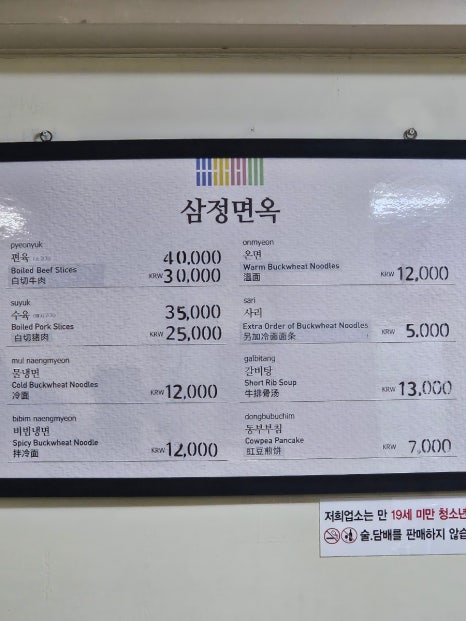 삼정면옥
pyeonyuk
편육
40,000
Boiled Beef Slices
KRW 30,000
白切牛肉
suyuk
수육
35,000
Boiled Pork Slices
KRW 25,000
白切猪肉
mul naengmyeon
물냉면
Cold Buckwheat Noodles
KRW 12,000
冷面
bibim naengmyeon
비빔냉면
Spicy Buckwheat Noodle
KRW 12,000
拌冷面
onmyeon
온면
Warm Buckwheat Noodles
KRW 12,000
温面
sari
사리
Extra Order of Buckwheat Noodles
KRW 5,000
另加冷面面条
galbitang
갈비탕
Short Rib Soup
KRW 13,000
牛排骨汤
dongbubuchim
동부부침
Cowpea Pancake
KRW 7,000
豇豆煎饼
저희업소는 만 19세 미만 청소년
술,담배를 판매하지 않습